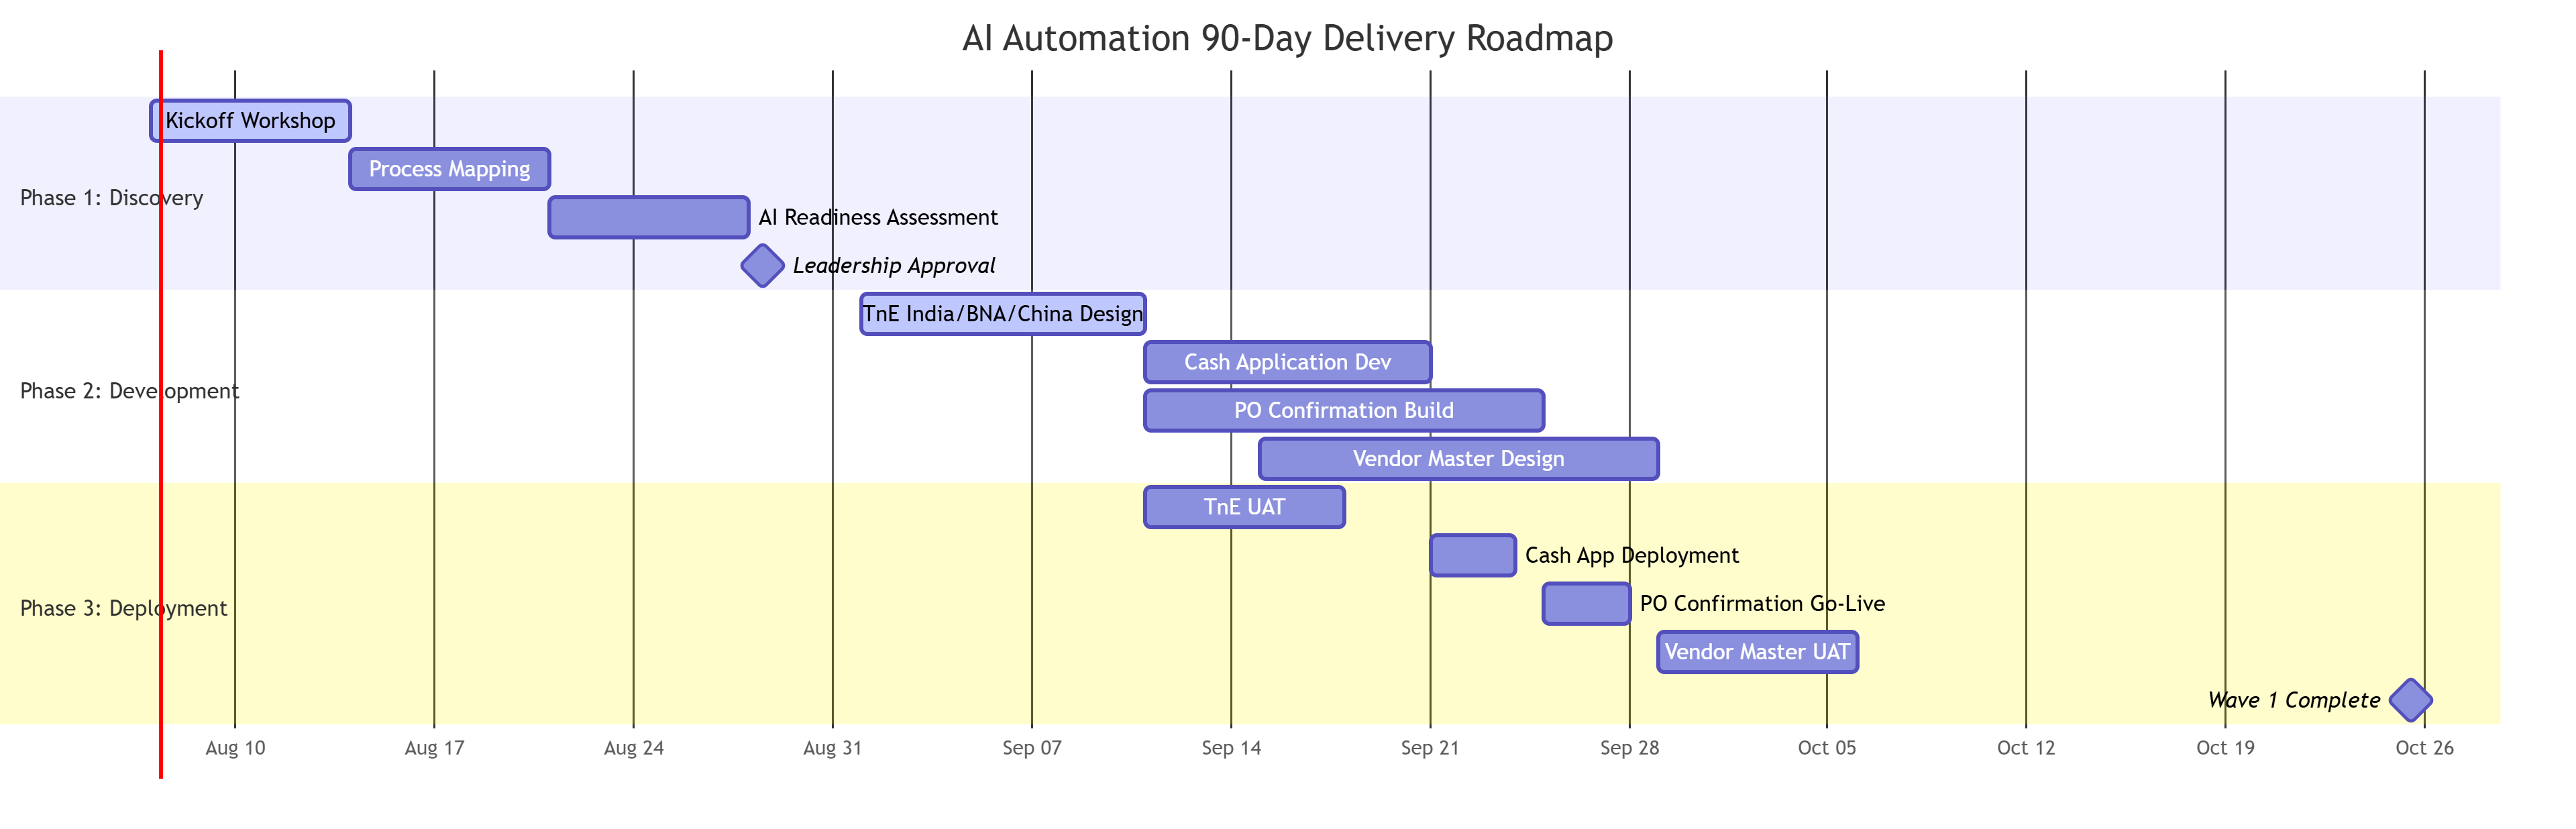 AI Automation 90-Day Delivery Roadmap
Kickoff Workshop
Process Mapping
Phase 1: Discovery
AI Readiness Assessment
Leadership Approval
TnE India/BNA/China Design
Cash Application Dev
Phase 2: Development
PO Confirmation Build
Vendor Master Design
TnE UAT
Cash App Deployment
Phase 3: Deployment
PO Confirmation Go-Live
Vendor Master UAT
Wave 1 Complete
Aug 10 Aug 17 Aug 24 Aug 31 Sep 07 Sep 14 Sep 21 Sep 28 Oct 05 Oct 12 Oct 19 Oct 26